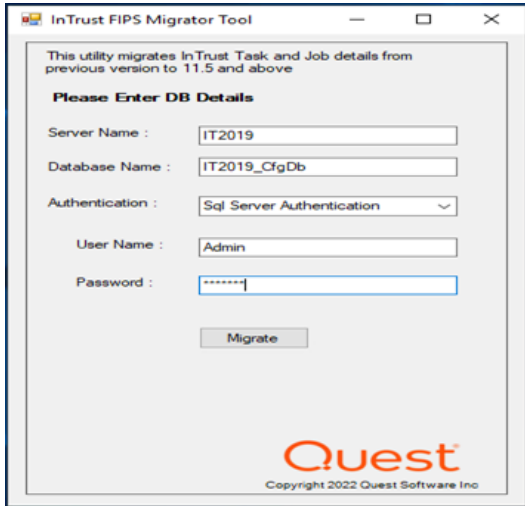 InTrust FIPS Migrator Tool
This utility migrates InTrust Task and Job details from
previous version to 11.5 and above
Please Enter DB Details
Server Name : IT2019
Database Name : IT2019_CfgDb
Authentication : Sql Server Authentication
User Name : Admin
Password : *******
Migrate
Quest
Copyright 2022 Quest Software Inc